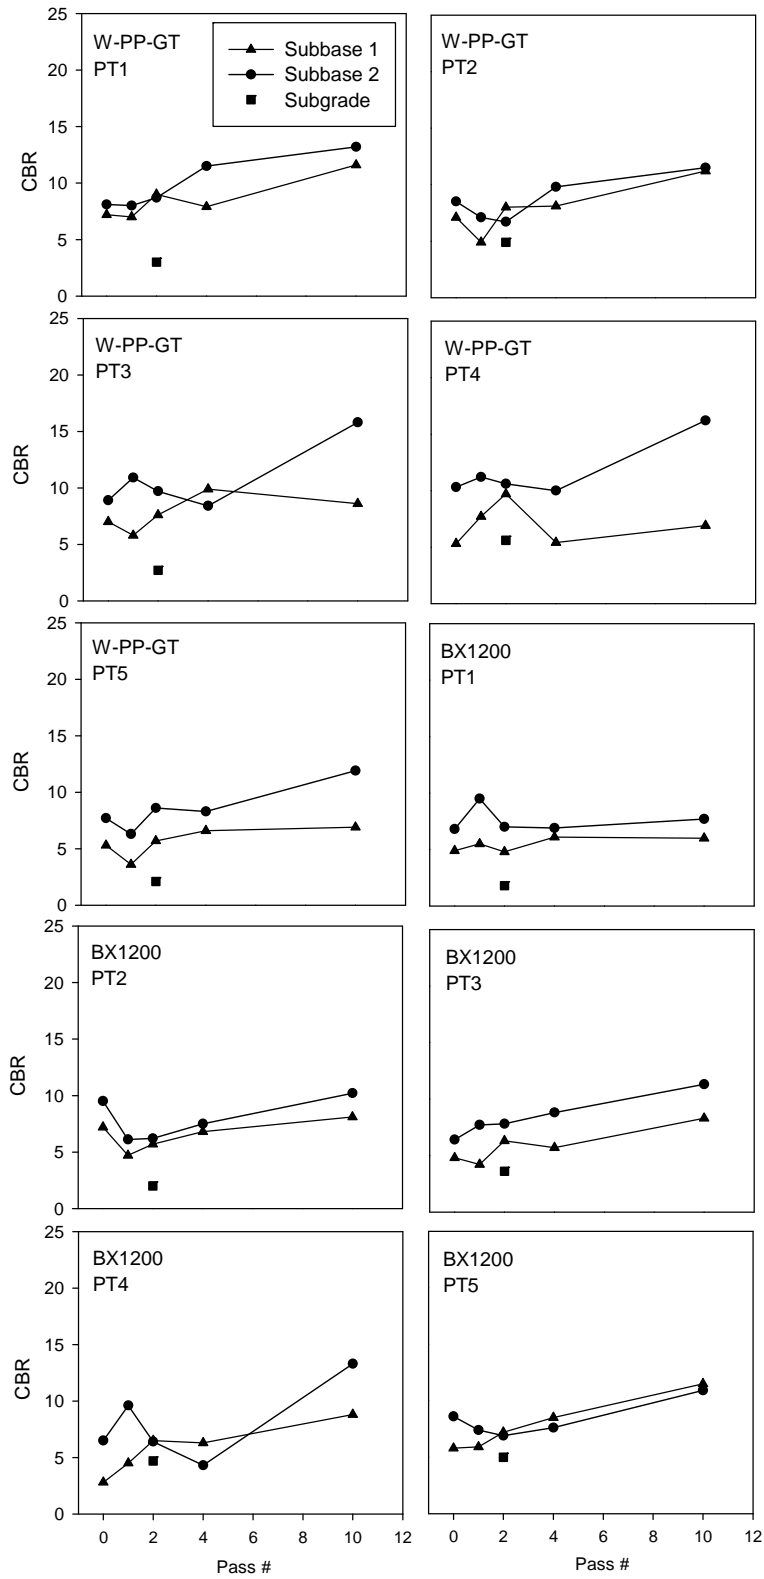 25
20
15
10
5
0
CBR
W-PP-GT
PT1
Subbase 1
Subbase 2
Subgrade
W-PP-GT
PT2
25
20
15
10
5
0
CBR
W-PP-GT
PT3
W-PP-GT
PT4
25
20
15
10
5
0
CBR
W-PP-GT
PT5
BX1200
PT1
25
20
15
10
5
0
CBR
BX1200
PT2
BX1200
PT3
25
20
15
10
5
0
CBR
BX1200
PT4
BX1200
PT5
0 2 4 6 8 10 12
Pass #
0 2 4 6 8 10 12
Pass #